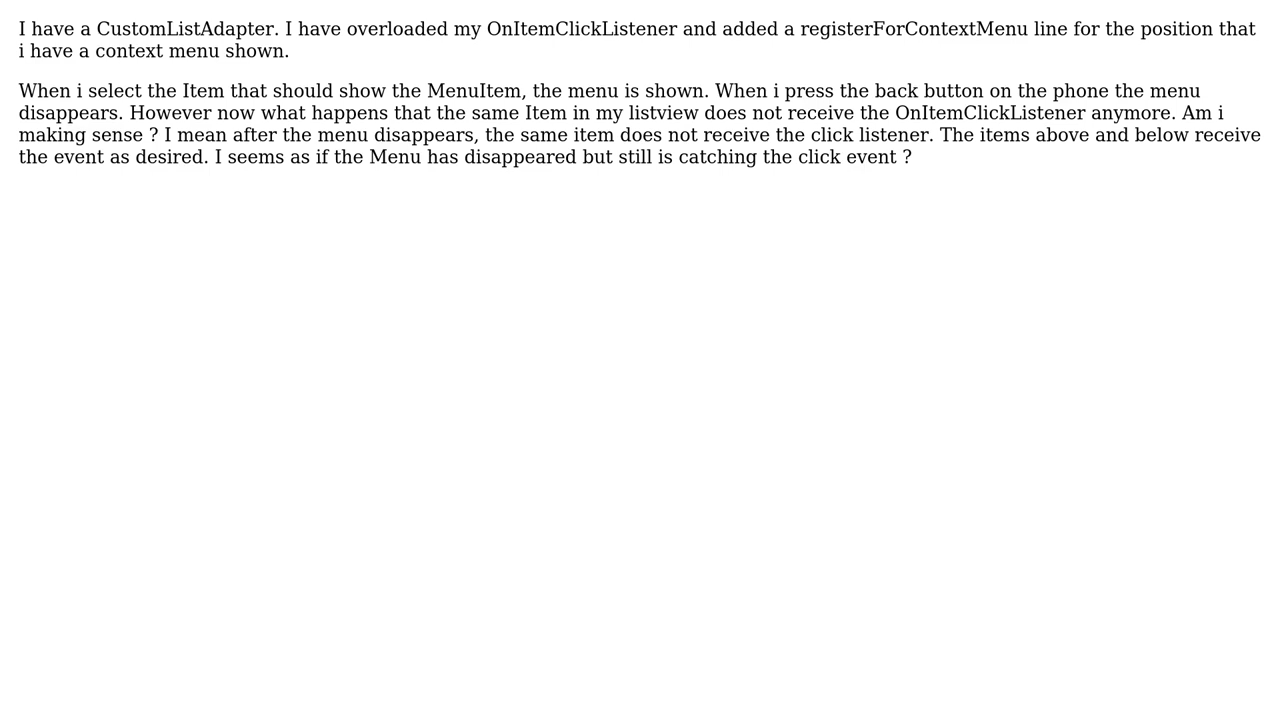 I have a CustomListAdapter. I have overloaded my OnItemClickListener and added a registerForContextMenu line for the position that
i have a context menu shown.
When i select the Item that should show the MenuItem, the menu is shown. When i press the back button on the phone the menu
disappears. However now what happens that the same Item in my listview does not receive the OnItemClickListener anymore. Am i
making sense ? I mean after the menu disappears, the same item does not receive the click listener. The items above and below receive
the event as desired. I seems as if the Menu has disappeared but still is catching the click event ?